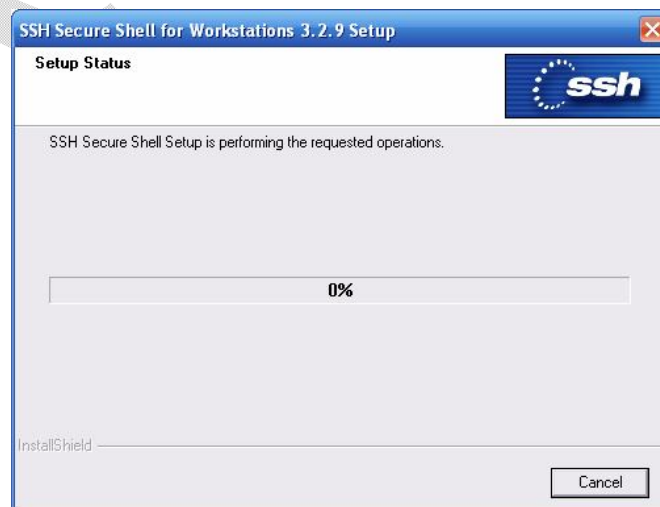 SSH Secure Shell for Workstations 3.2.9 Setup
Setup Status
ssh
SSH Secure Shell Setup is performing the requested operations.
0%
InstallShield
Cancel